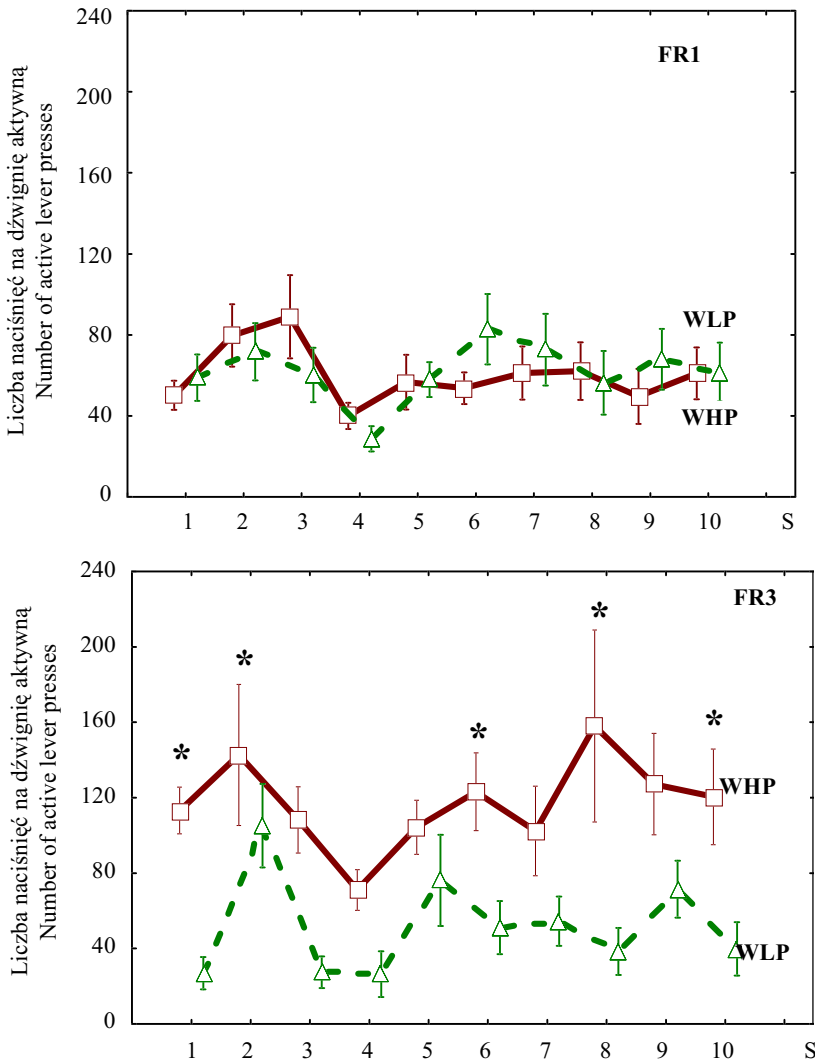 240
200
160
120
80
40
0
Liczba naciśnięć na dźwignię aktywną
Number of active lever presses
FR1
WLP
WHP
1 2 3 4 5 6 7 8 9 10 S
240
200
160
120
80
40
0
Liczba naciśnięć na dźwignię aktywną
Number of active lever presses
FR3
*
*
*
*
*
WHP
WLP
1 2 3 4 5 6 7 8 9 10 S